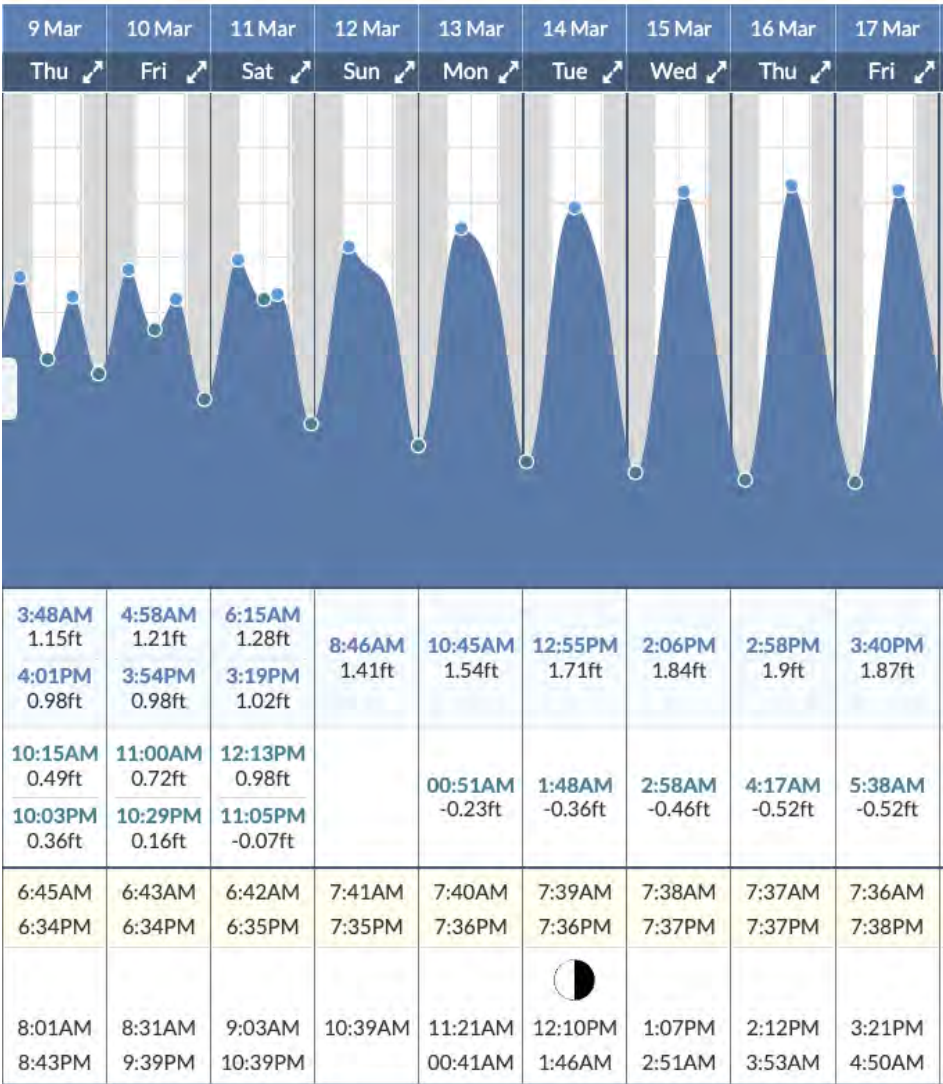 9 Mar 10 Mar 11 Mar 12 Mar 13 Mar 14 Mar 15 Mar 16 Mar 17 Mar
Thu Fri Sat Sun Mon Tue Wed Thu Fri
3:48AM 4:58AM 6:15AM
1.15ft 1.21ft 1.28ft
8:46AM 10:45AM 12:55PM 2:06PM 2:58PM 3:40PM
1.41ft 1.54ft 1.71ft 1.84ft 1.9ft 1.87ft
4:01PM 3:54PM 3:19PM
0.98ft 0.98ft 1.02ft
10:15AM 11:00AM 12:13PM
0.49ft 0.72ft 0.98ft
00:51AM 1:48AM 2:58AM 4:17AM 5:38AM
-0.23ft -0.36ft -0.46ft -0.52ft -0.52ft
10:03PM 10:29PM 11:05PM
0.36ft 0.16ft -0.07ft
6:45AM 6:43AM 6:42AM 7:41AM 7:40AM 7:39AM 7:38AM 7:37AM 7:36AM
6:34PM 6:34PM 6:35PM 7:35PM 7:36PM 7:36PM 7:37PM 7:37PM 7:38PM
8:01AM 8:31AM 9:03AM 10:39AM 11:21AM 12:10PM 1:07PM 2:12PM 3:21PM
8:43PM 9:39PM 10:39PM 00:41AM 1:46AM 2:51AM 3:53AM 4:50AM